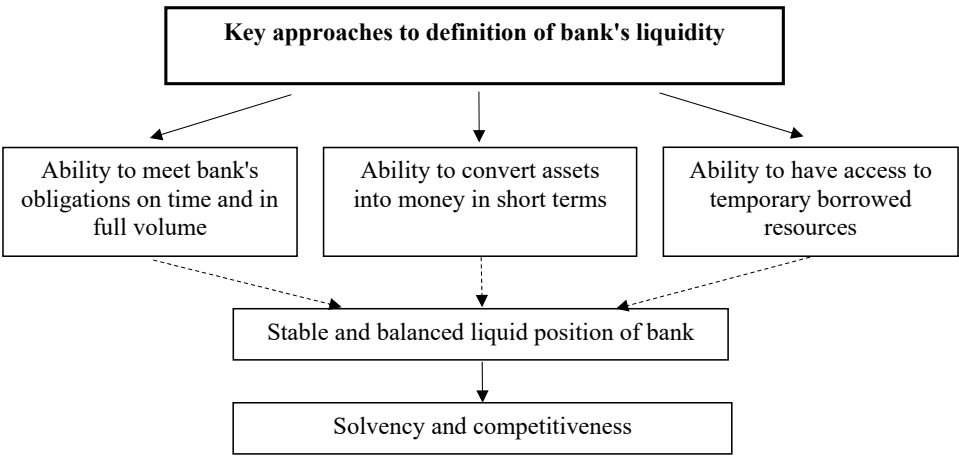 Key approaches to definition of bank's liquidity
Ability to meet bank's
obligations on time and in
full volume
Ability to convert assets
into money in short terms
Ability to have access to
temporary borrowed
resources
Stable and balanced liquid position of bank
Solvency and competitiveness